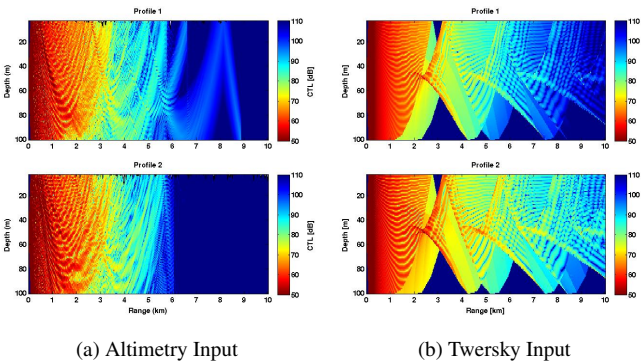 Profile 1
Depth (m)
20
40
60
80
100
0 1 2 3 4 5 6 7 8 9 10
110
100
90
80
70
60
50
CTL [dB]
Profile 2
Depth (m)
20
40
60
80
100
0 1 2 3 4 5 6 7 8 9 10
Range (km)
110
100
90
80
70
60
50
CTL [dB]
(a) Altimetry Input
Profile 1
Depth [m]
20
40
60
80
100
0 1 2 3 4 5 6 7 8 9 10
110
100
90
80
70
60
50
Profile 2
Depth [m]
20
40
60
80
100
0 1 2 3 4 5 6 7 8 9 10
Range [km]
110
100
90
80
70
60
50
(b) Twersky Input